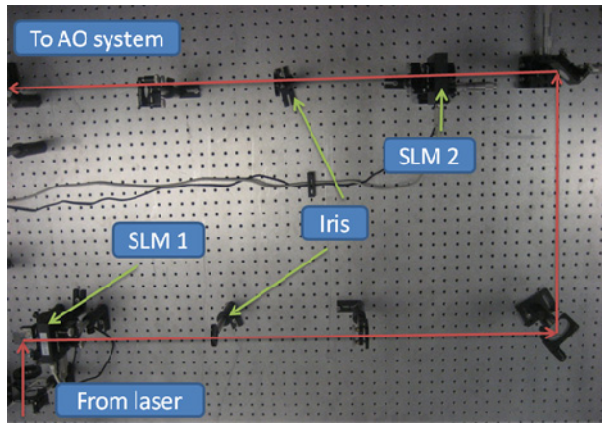 To AO system
SLM 2
Iris
SLM 1
From laser